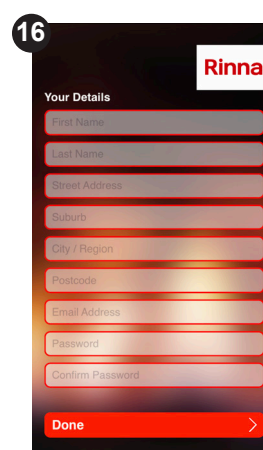 16
Rinna
Your Details
First Name
Last Name
Street Address
Suburb
City / Region
Postcode
Email Address
Password
Confirm Password
Done